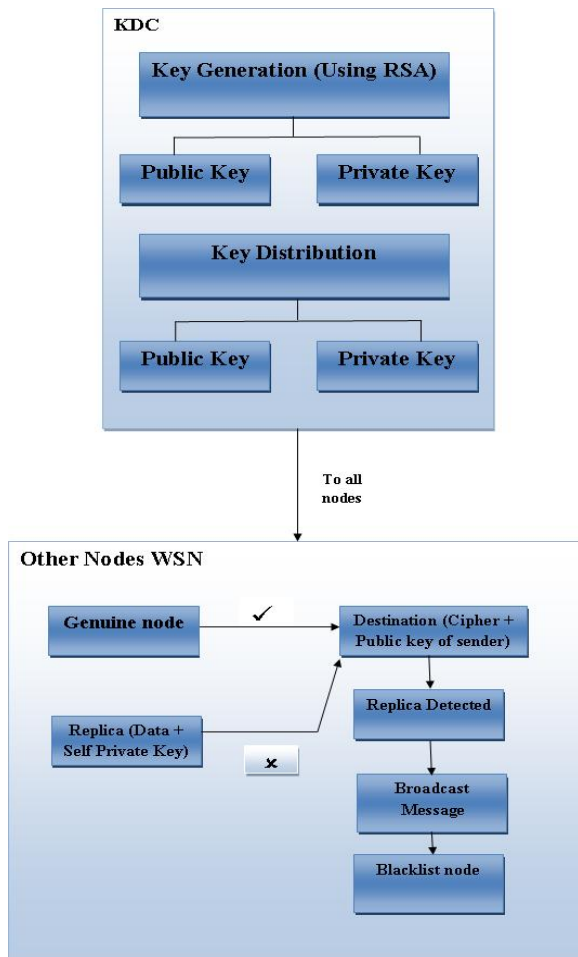 KDC
Key Generation (Using RSA)
Public Key
Private Key
Key Distribution
Public Key
Private Key
To all
nodes
Other Nodes WSN
Genuine node
Destination (Cipher +
Public key of sender)
Replica Detected
Replica (Data +
Self Private Key)
Broadcast
Message
Blacklist node